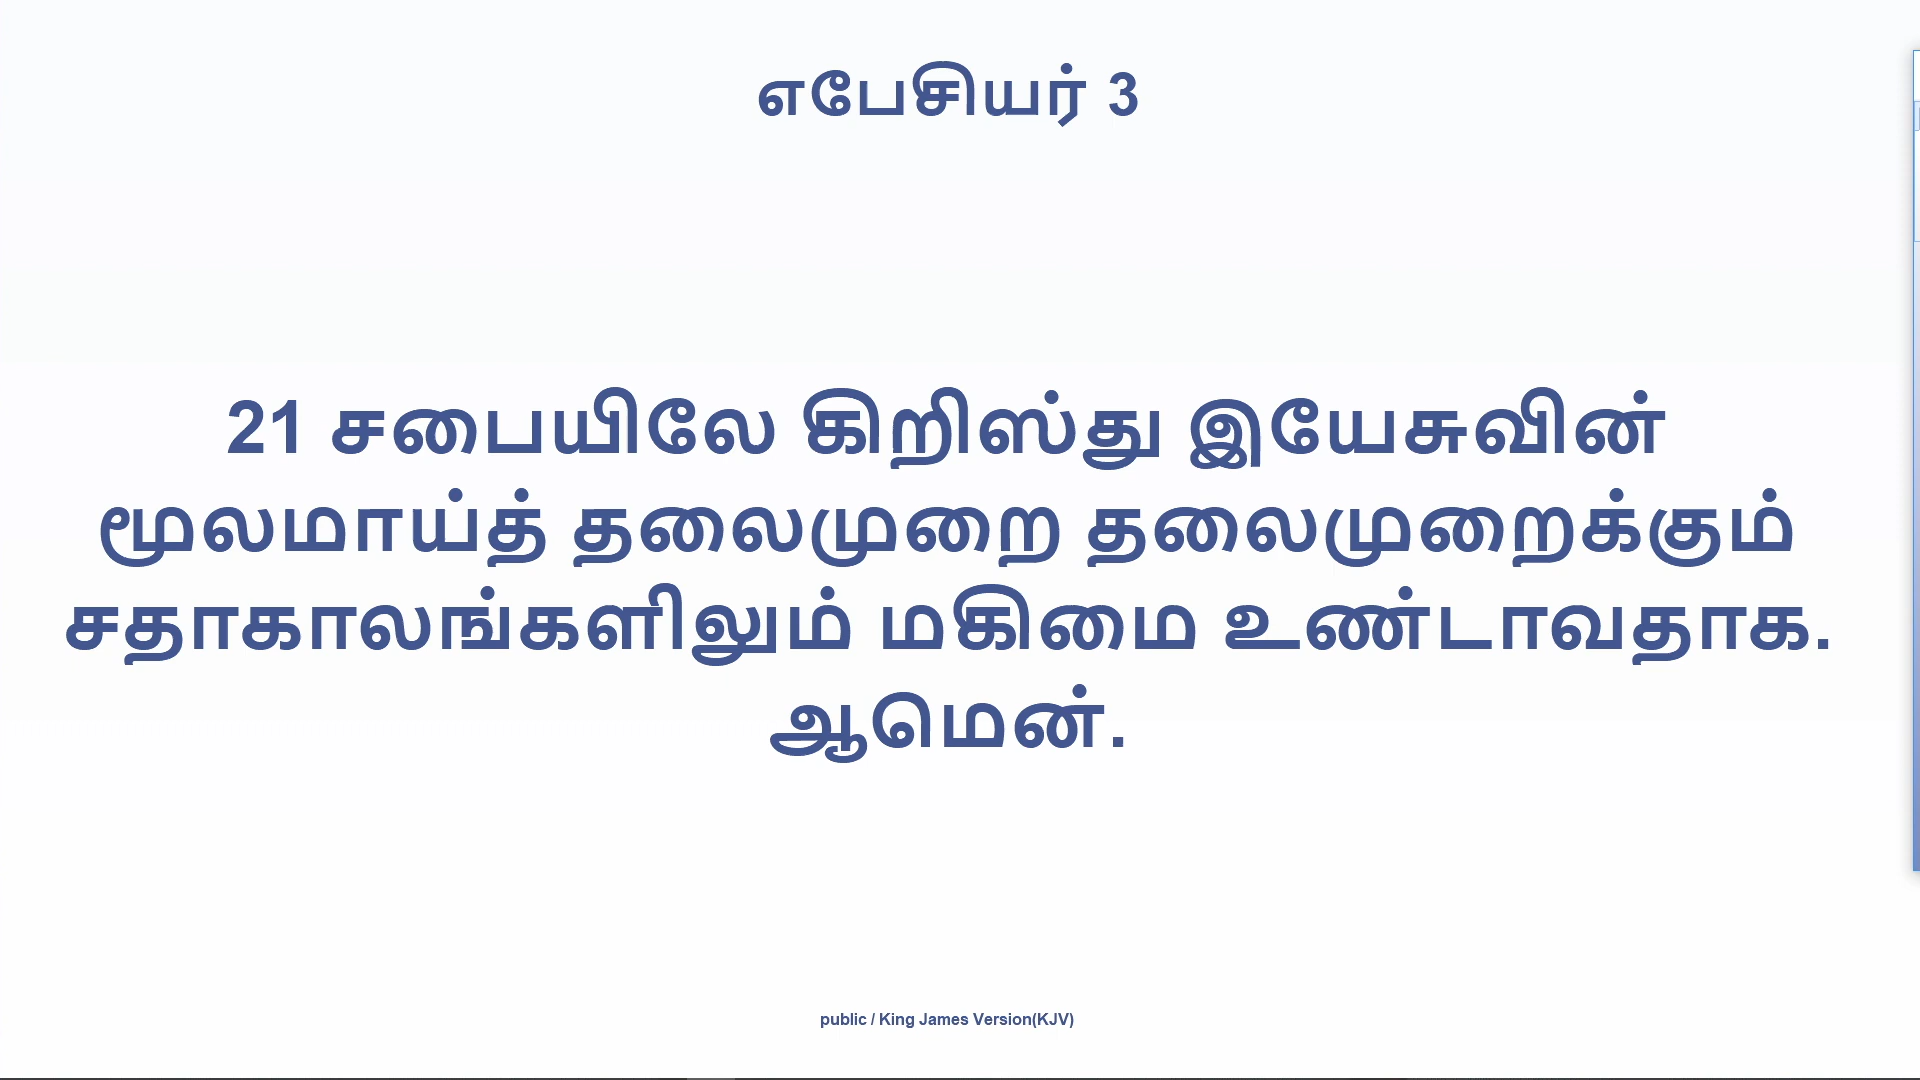 எபேசியர் 3
21 சபையிலே கிறிஸ்து இயேசுவின்
மூலமாய்த் தலைமுறை தலைமுறைக்கும்
சதாகாலங்களிலும் மகிமை உண்டாவதாக.
ஆமென்.
public / King James Version(KJV)